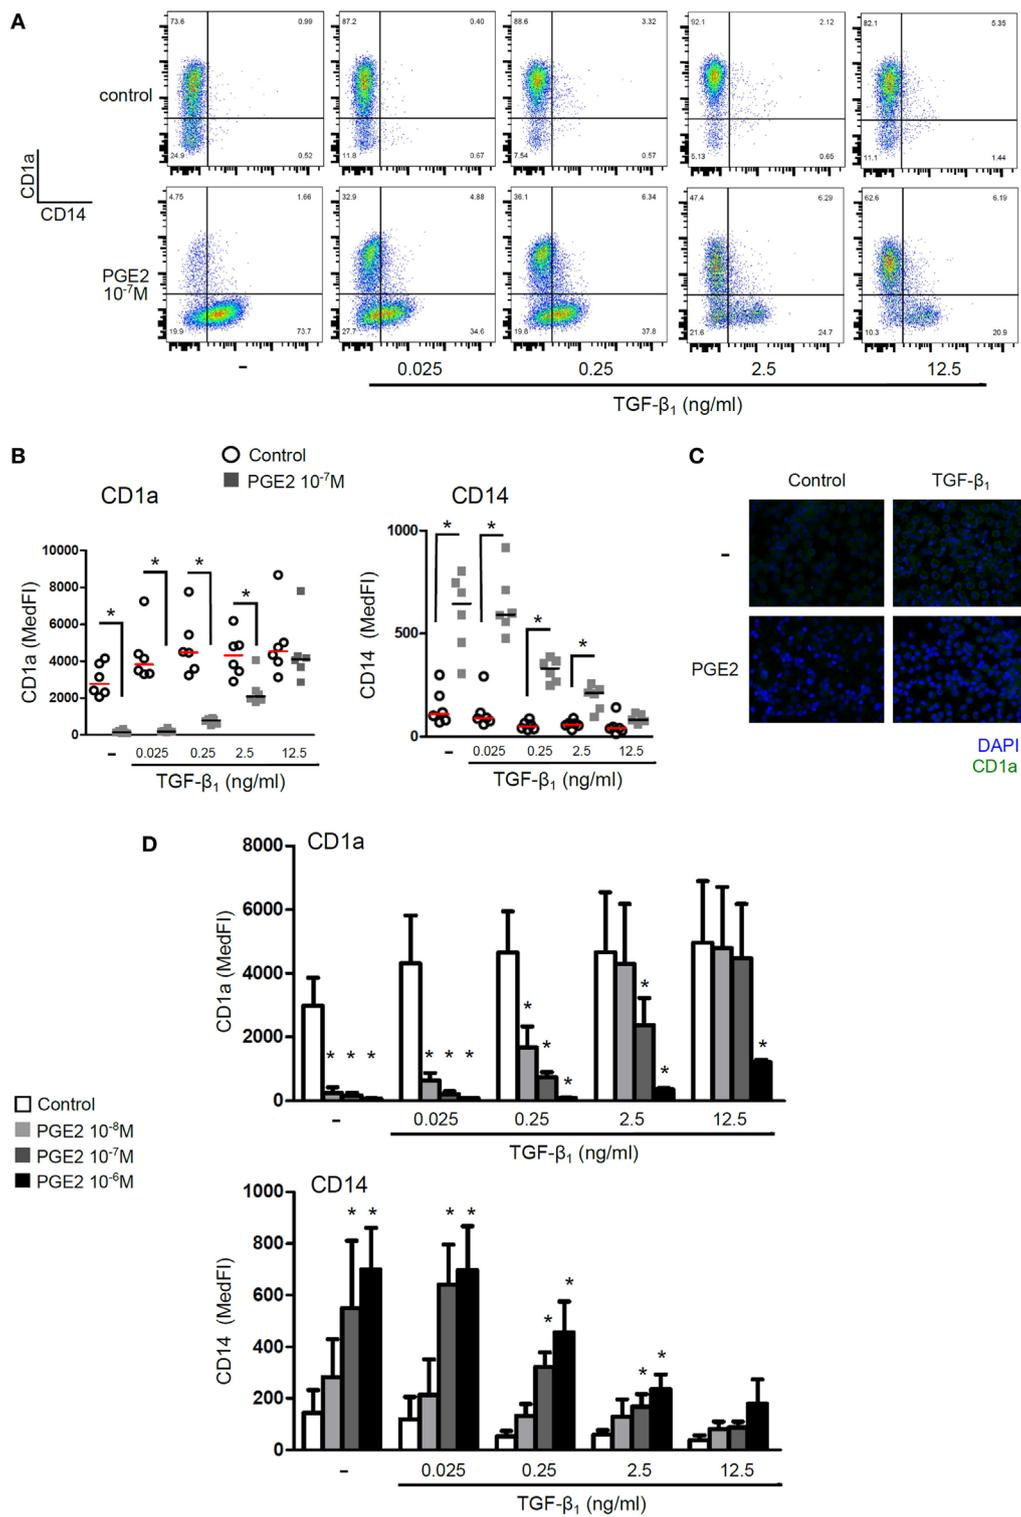 A
73.6 0.99
87.2 0.40
88.6 3.32
92.1 2.12
82.1 5.35
control
24.9 0.52
11.8 0.67
7.54 0.57
5.13 0.65
11.1 1.44
CD1a
CD14
4.75 1.66
32.9 4.88
36.1 6.34
47.4 6.29
62.6 6.19
PGE2
10⁻⁷M
19.9 73.7
27.7 34.6
19.8 37.8
21.6 24.7
10.3 20.9
- 0.025 0.25 2.5 12.5
TGF-β₁ (ng/ml)
B
Control
PGE2 10⁻⁷M
CD1a
CD1a (MedFI)
10000
8000
6000
4000
2000
0
* * * *
- 0.025 0.25 2.5 12.5
TGF-β₁ (ng/ml)
CD14
CD14 (MedFI)
1000
500
0
* * * *
- 0.025 0.25 2.5 12.5
TGF-β₁ (ng/ml)
C
Control TGF-β₁
-
PGE2
DAPI
CD1a
D
CD1a
CD1a (MedFI)
8000
6000
4000
2000
0
* * * * * * * * * * * *
- 0.025 0.25 2.5 12.5
TGF-β₁ (ng/ml)
Control
PGE2 10⁻⁸M
PGE2 10⁻⁷M
PGE2 10⁻⁶M
CD14
CD14 (MedFI)
1000
800
600
400
200
0
* * * * * * * *
- 0.025 0.25 2.5 12.5
TGF-β₁ (ng/ml)